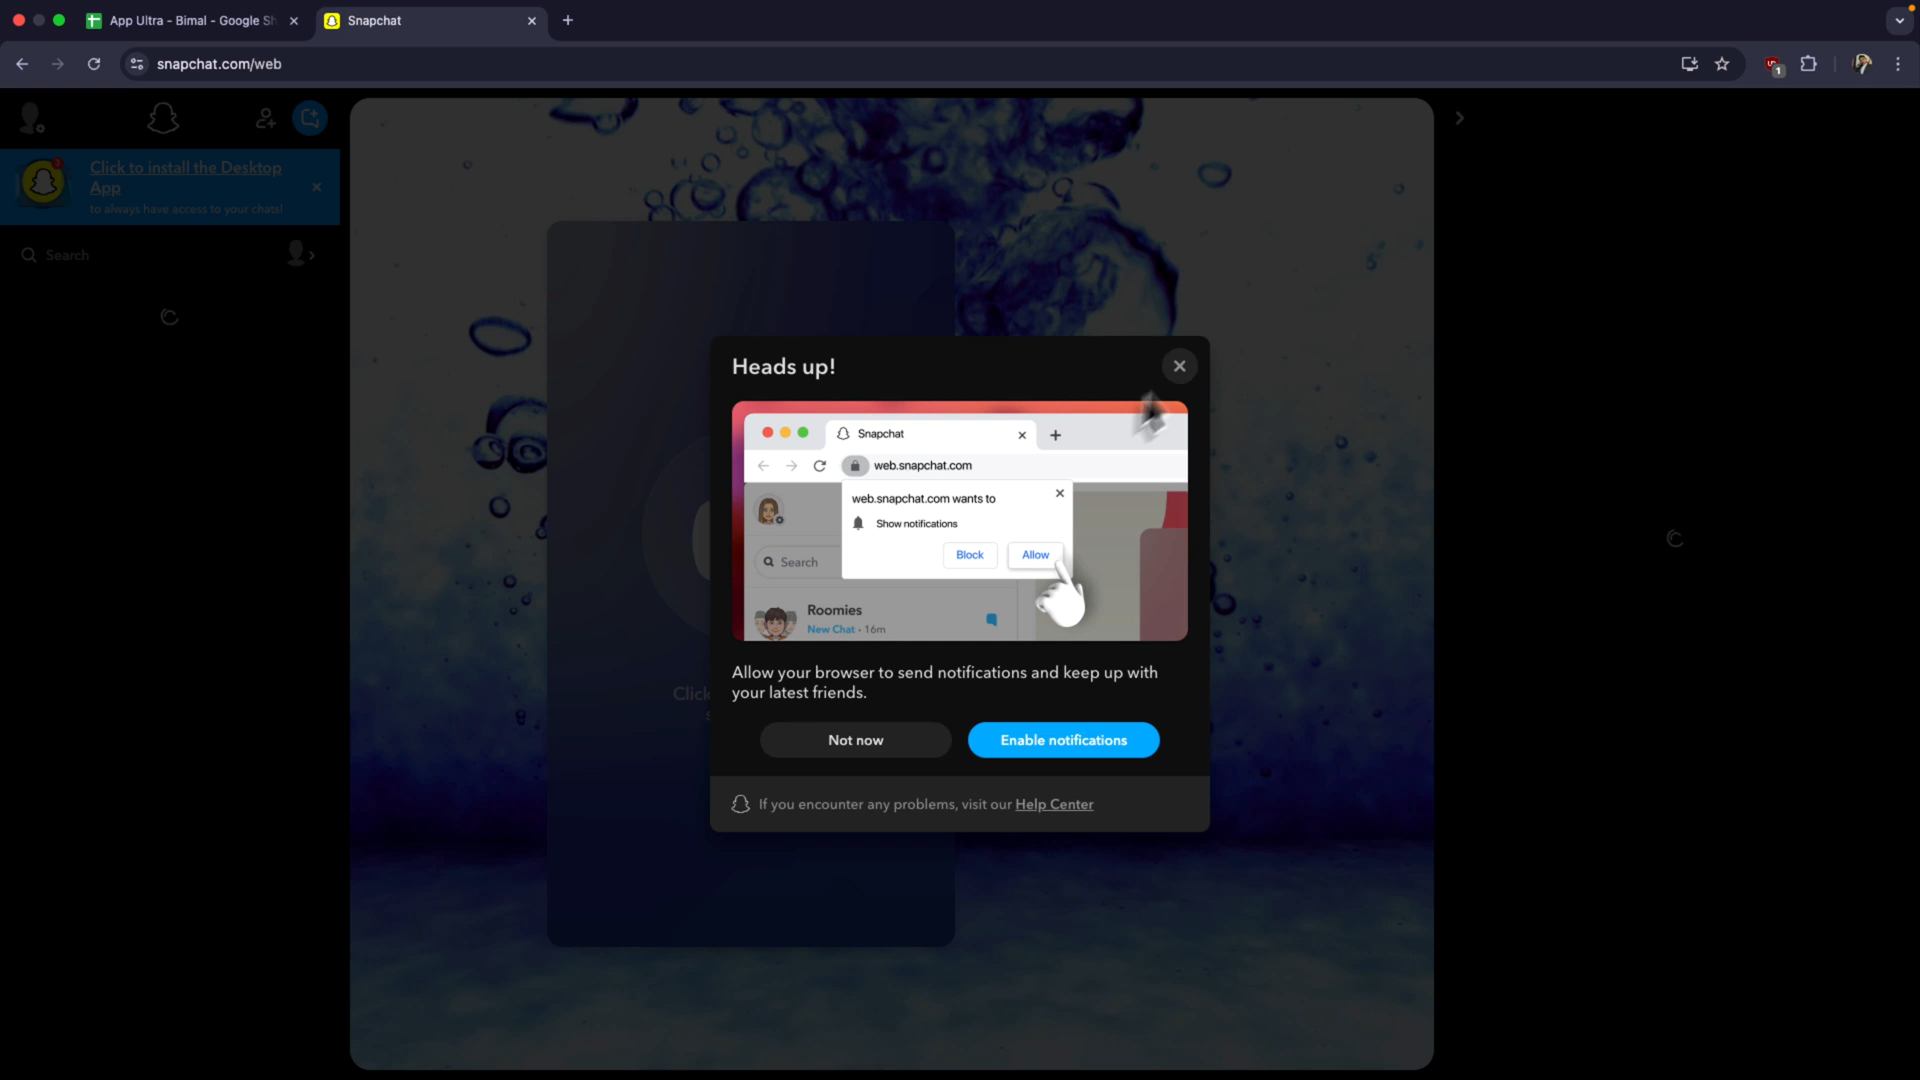 App Ultra - Bimal - Google Sh
Snapchat
snapchat.com/web
1
Click to install the Desktop
App
to always have access to your chats!
Search
Heads up!
Snapchat
web.snapchat.com
web.snapchat.com wants to
Show notifications
Block
Allow
Search
Roomies
New Chat · 16m
Click
Allow your browser to send notifications and keep up with
your latest friends.
Not now
Enable notifications
If you encounter any problems, visit our Help Center